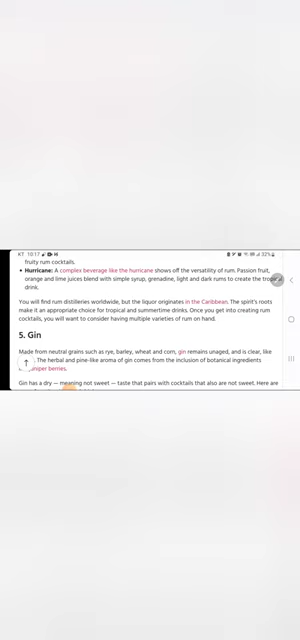 KT 10:17
32%
fruity rum cocktails.
• Hurricane: A complex beverage like the hurricane shows off the versatility of rum. Passion fruit,
orange and lime juices blend with simple syrup, grenadine, light and dark rums to create the tropical
drink.
You will find rum distilleries worldwide, but the liquor originates in the Caribbean. The spirit's roots
make it an appropriate choice for tropical and summertime drinks. Once you get into creating rum
cocktails, you will want to consider having multiple varieties of rum on hand.
5. Gin
Made from neutral grains such as rye, barley, wheat and corn, gin remains unaged, and is clear, like
The herbal and pine-like aroma of gin comes from the inclusion of botanical ingredients
juniper berries.
Gin has a dry — meaning not sweet — taste that pairs with cocktails that also are not sweet. Here are